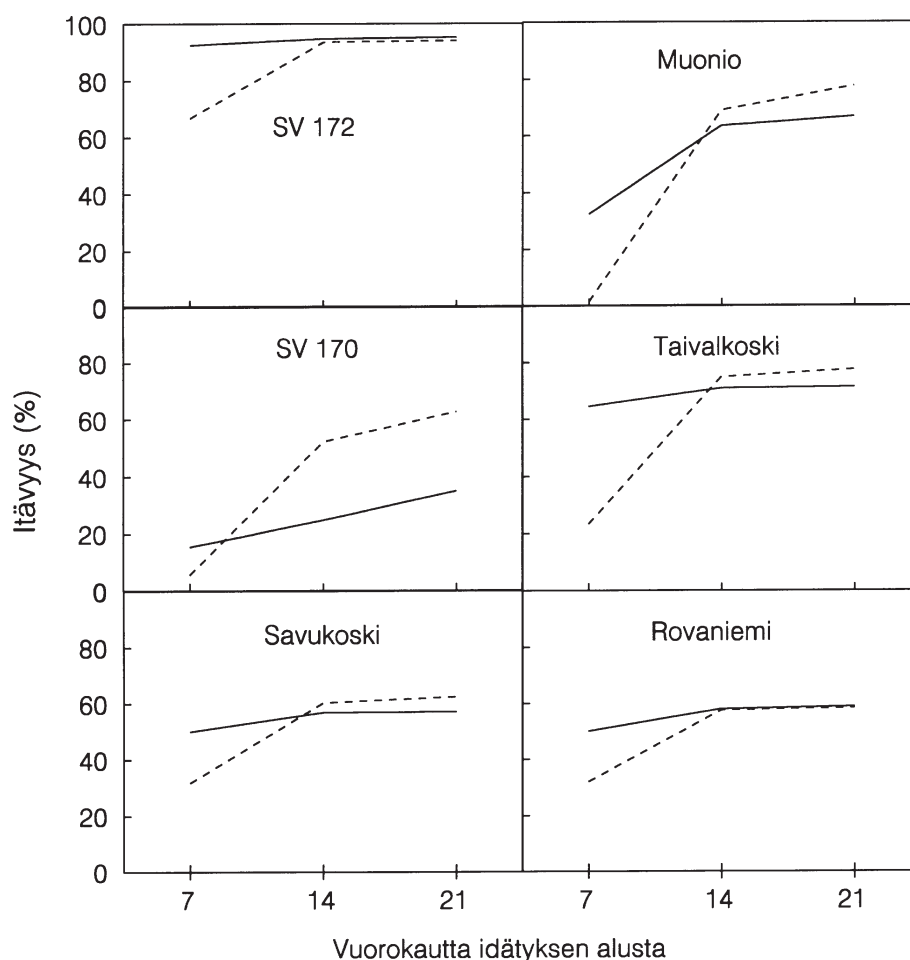 100
80
60
40
20
0
SV 172
Muonio
80
60
40
20
0
SV 170
Taivalkoski
Itävyys (%)
80
60
40
20
0
Savukoski
Rovaniemi
7 14 21 7 14 21
Vuorokautta idätyksen alusta